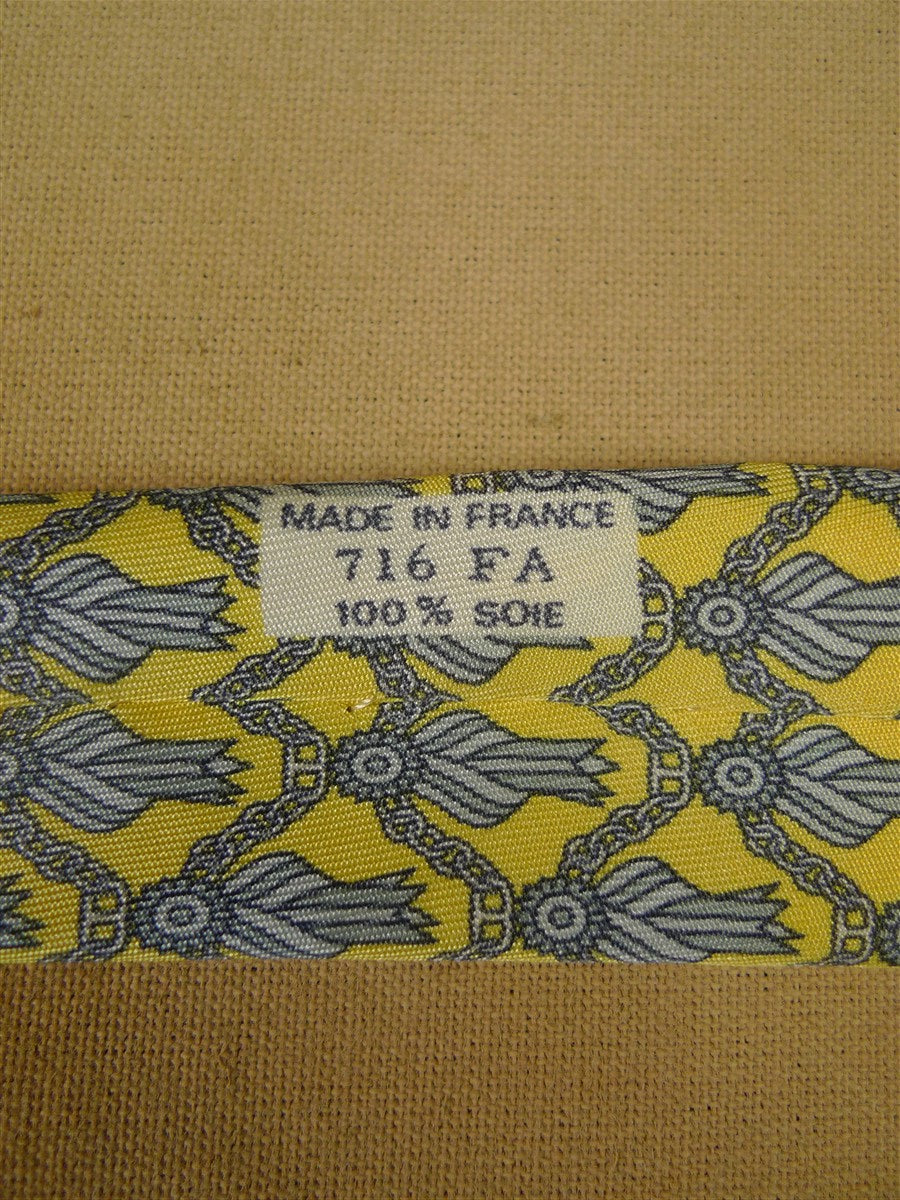 MADE IN FRANCE
716 FA
100% SOIE